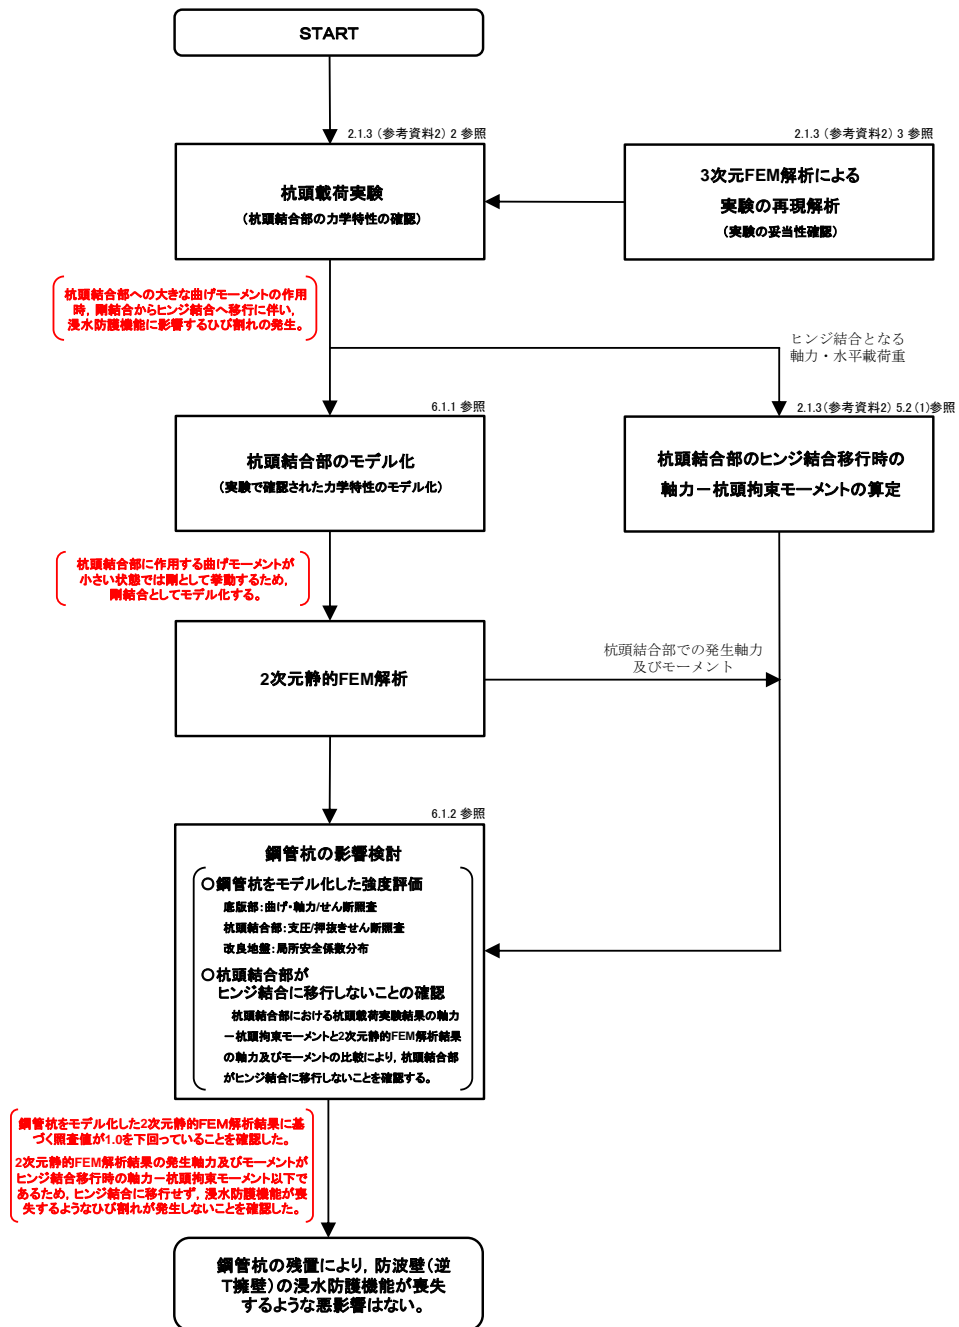 START
2.1.3 (参考資料2) 2 参照
杭頭載荷実験
(杭頭結合部の力学特性の確認)
2.1.3 (参考資料2) 3 参照
3次元FEM解析による
実験の再現解析
(実験の妥当性確認)
杭頭結合部への大きな曲げモーメントの作用
時，剛結合からヒンジ結合へ移行に伴い，
浸水防護機能に影響するひび割れの発生。
ヒンジ結合となる
軸力・水平載荷重
6.1.1 参照
杭頭結合部のモデル化
(実験で確認された力学特性のモデル化)
2.1.3(参考資料2) 5.2 (1)参照
杭頭結合部のヒンジ結合移行時の
軸力－杭頭拘束モーメントの算定
杭頭結合部に作用する曲げモーメントが
小さい状態では剛として挙動するため，
剛結合としてモデル化する。
2次元静的FEM解析
杭頭結合部での発生軸力
及びモーメント
6.1.2 参照
鋼管杭の影響検討
○鋼管杭をモデル化した強度評価
底版部：曲げ・軸力/せん断照査
杭頭結合部：支圧/押抜きせん断照査
改良地盤：局所安全係数分布
○杭頭結合部が
ヒンジ結合に移行しないことの確認
杭頭結合部における杭頭載荷実験結果の軸力
－杭頭拘束モーメントと2次元静的FEM解析結果
の軸力及びモーメントの比較により，杭頭結合部
がヒンジ結合に移行しないことを確認する。
鋼管杭をモデル化した2次元静的FEM解析結果に基
づく照査値が1.0を下回っていることを確認した。
2次元静的FEM解析結果の発生軸力及びモーメントが
ヒンジ結合移行時の軸力－杭頭拘束モーメント以下で
あるため，ヒンジ結合に移行せず，浸水防護機能が喪
失するようなひび割れが発生しないことを確認した。
鋼管杭の残置により，防波壁（逆
T擁壁）の浸水防護機能が喪失
するような悪影響はない。